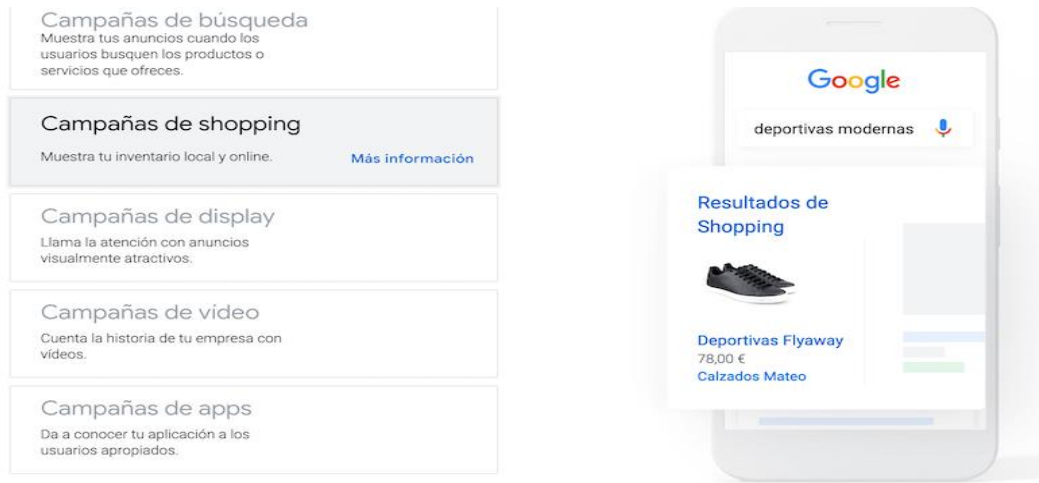 Campañas de búsqueda
Muestra tus anuncios cuando los
usuarios busquen los productos o
servicios que ofreces.
Campañas de shopping
Muestra tu inventario local y online.
Más información
Campañas de display
Llama la atención con anuncios
visualmente atractivos.
Campañas de vídeo
Cuenta la historia de tu empresa con
vídeos.
Campañas de apps
Da a conocer tu aplicación a los
usuarios apropiados.
Google
deportivas modernas
Resultados de
Shopping
Deportivas Flyaway
78,00 €
Calzados Mateo